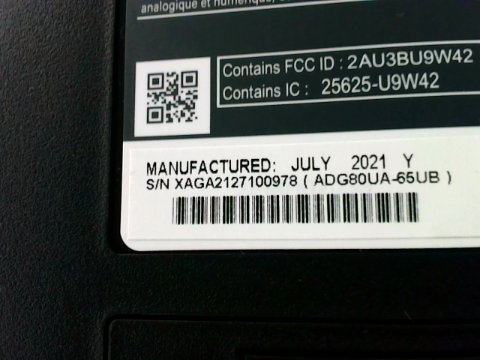 analogique et numérique,
Contains FCC ID : 2AU3BU9W42
Contains IC : 25625-U9W42
MANUFACTURED: JULY 2021 Y
S/N XAGA2127100978 ( ADG80UA-65UB )